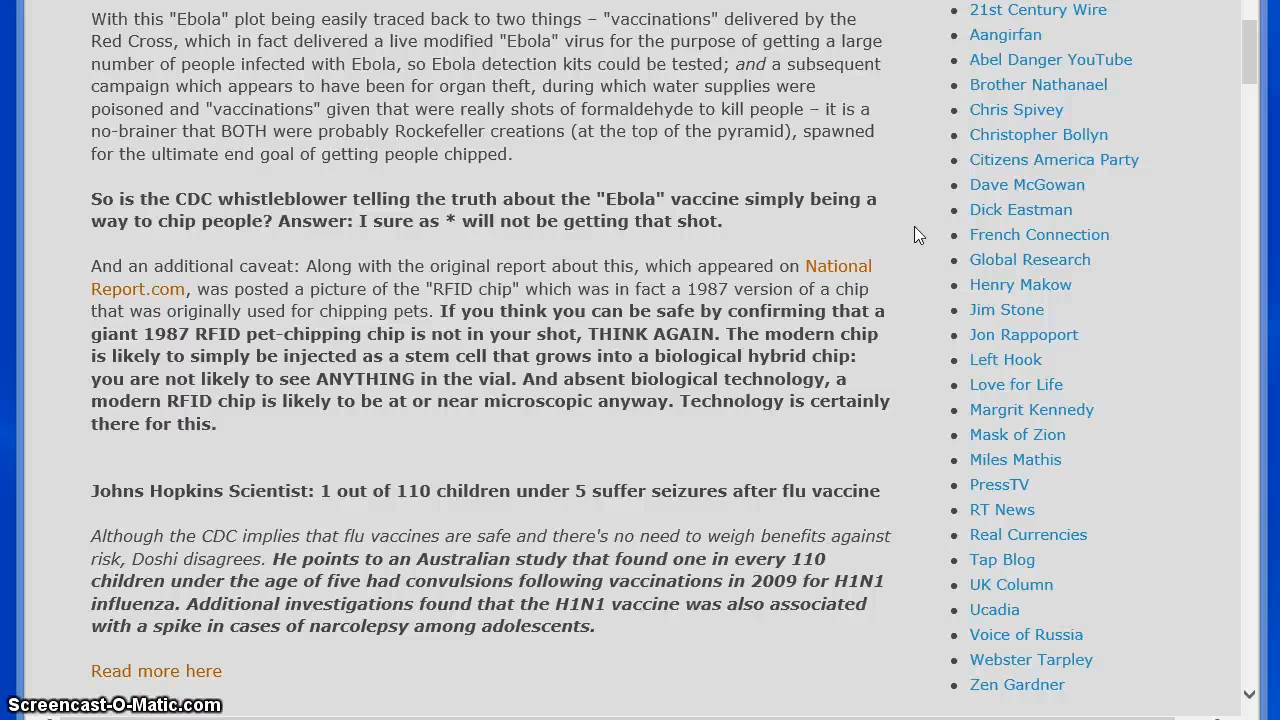 With this "Ebola" plot being easily traced back to two things – "vaccinations" delivered by the
Red Cross, which in fact delivered a live modified "Ebola" virus for the purpose of getting a large
number of people infected with Ebola, so Ebola detection kits could be tested; and a subsequent
campaign which appears to have been for organ theft, during which water supplies were
poisoned and "vaccinations" given that were really shots of formaldehyde to kill people – it is a
no-brainer that BOTH were probably Rockefeller creations (at the top of the pyramid), spawned
for the ultimate end goal of getting people chipped.
So is the CDC whistleblower telling the truth about the "Ebola" vaccine simply being a
way to chip people? Answer: I sure as * will not be getting that shot.
And an additional caveat: Along with the original report about this, which appeared on National
Report.com, was posted a picture of the "RFID chip" which was in fact a 1987 version of a chip
that was originally used for chipping pets. If you think you can be safe by confirming that a
giant 1987 RFID pet-chipping chip is not in your shot, THINK AGAIN. The modern chip
is likely to simply be injected as a stem cell that grows into a biological hybrid chip:
you are not likely to see ANYTHING in the vial. And absent biological technology, a
modern RFID chip is likely to be at or near microscopic anyway. Technology is certainly
there for this.
Johns Hopkins Scientist: 1 out of 110 children under 5 suffer seizures after flu vaccine
Although the CDC implies that flu vaccines are safe and there's no need to weigh benefits against
risk, Doshi disagrees. He points to an Australian study that found one in every 110
children under the age of five had convulsions following vaccinations in 2009 for H1N1
influenza. Additional investigations found that the H1N1 vaccine was also associated
with a spike in cases of narcolepsy among adolescents.
Read more here
21st Century Wire
Aangirfan
Abel Danger YouTube
Brother Nathanael
Chris Spivey
Christopher Bollyn
Citizens America Party
Dave McGowan
Dick Eastman
French Connection
Global Research
Henry Makow
Jim Stone
Jon Rappoport
Left Hook
Love for Life
Margrit Kennedy
Mask of Zion
Miles Mathis
PressTV
RT News
Real Currencies
Tap Blog
UK Column
Ucadia
Voice of Russia
Webster Tarpley
Zen Gardner
Screencast-O-Matic.com